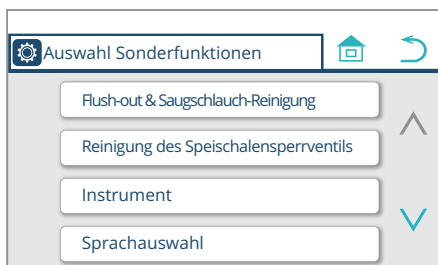 Auswahl Sonderfunktionen
Flush-out & Saugschlauch-Reinigung
Reinigung des Speischalensperrventils
Instrument
Sprachauswahl